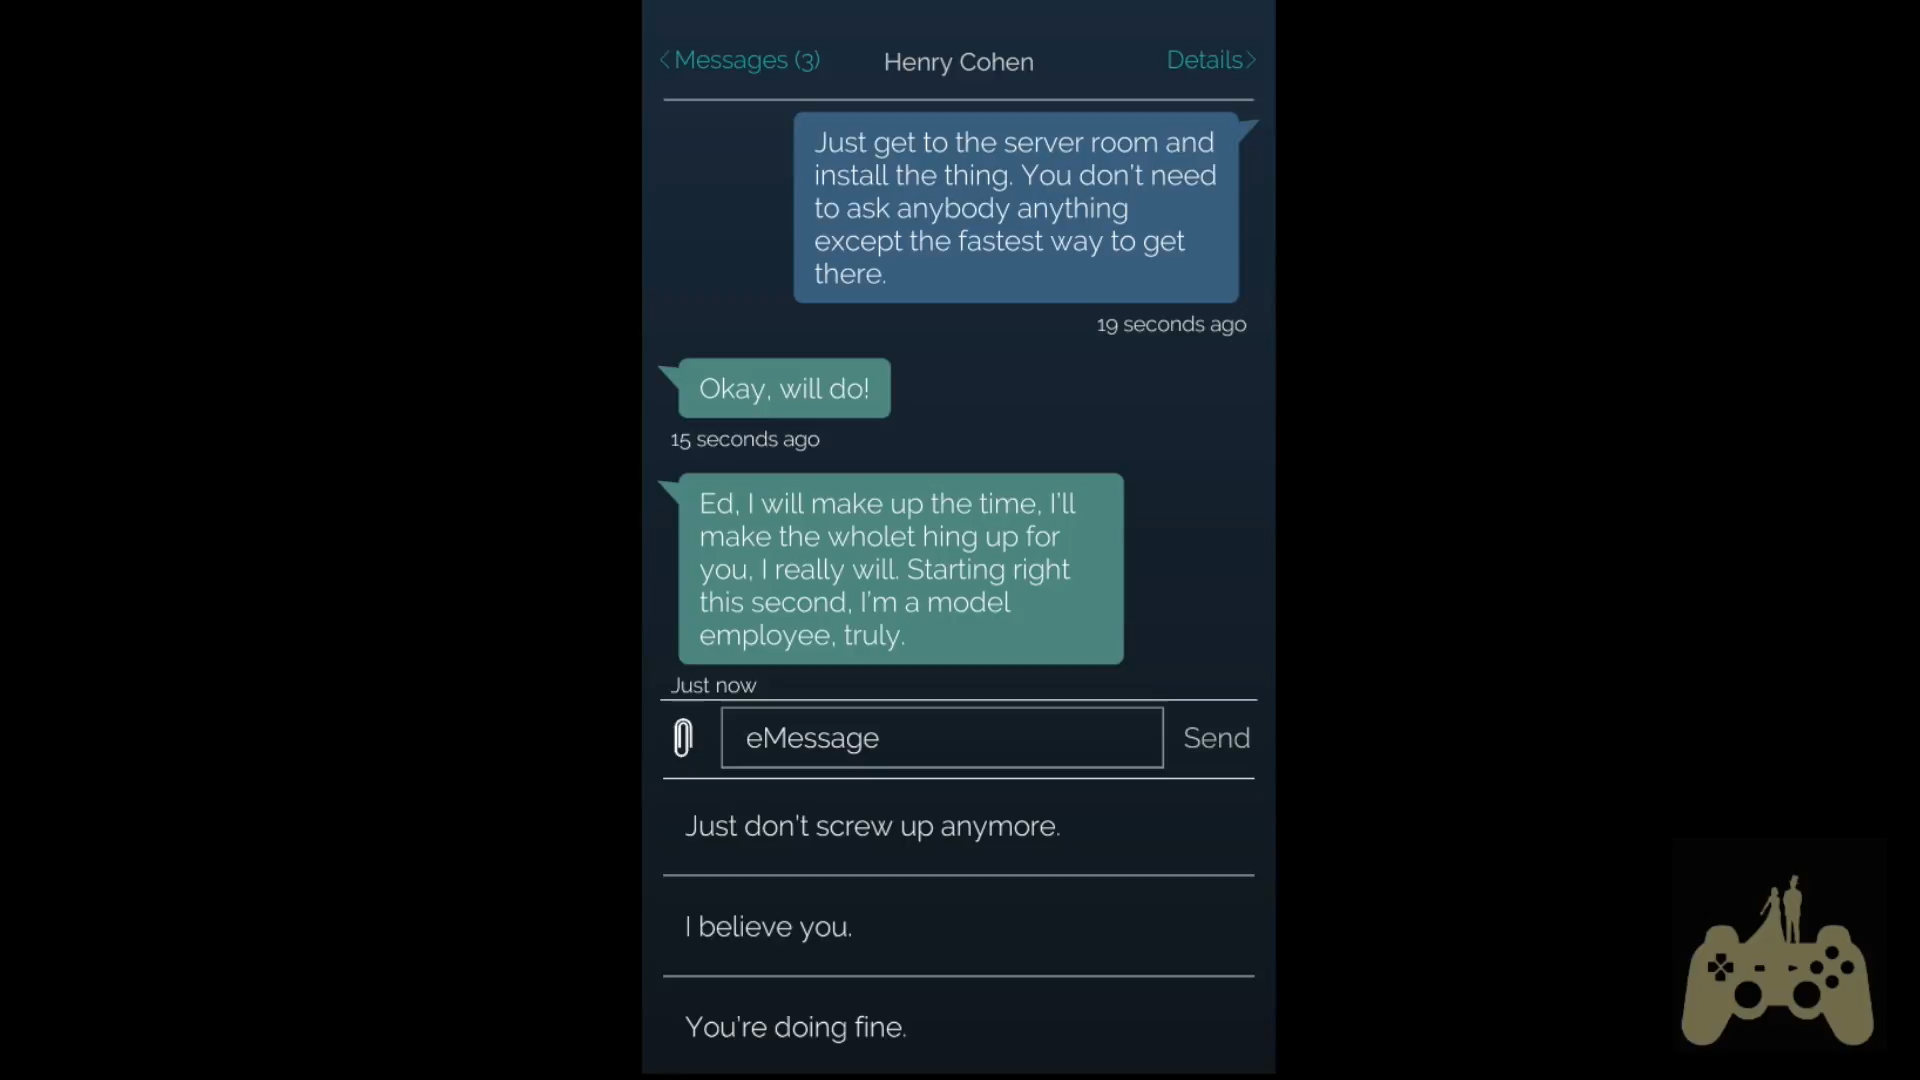 Messages (3)
Henry Cohen
Details
Just get to the server room and
install the thing. You don't need
to ask anybody anything
except the fastest way to get
there.
19 seconds ago
Okay, will do!
15 seconds ago
Ed, I will make up the time, I'll
make the wholet hing up for
you, I really will. Starting right
this second, I'm a model
employee, truly.
Just now
eMessage
Send
Just don't screw up anymore.
I believe you.
You're doing fine.